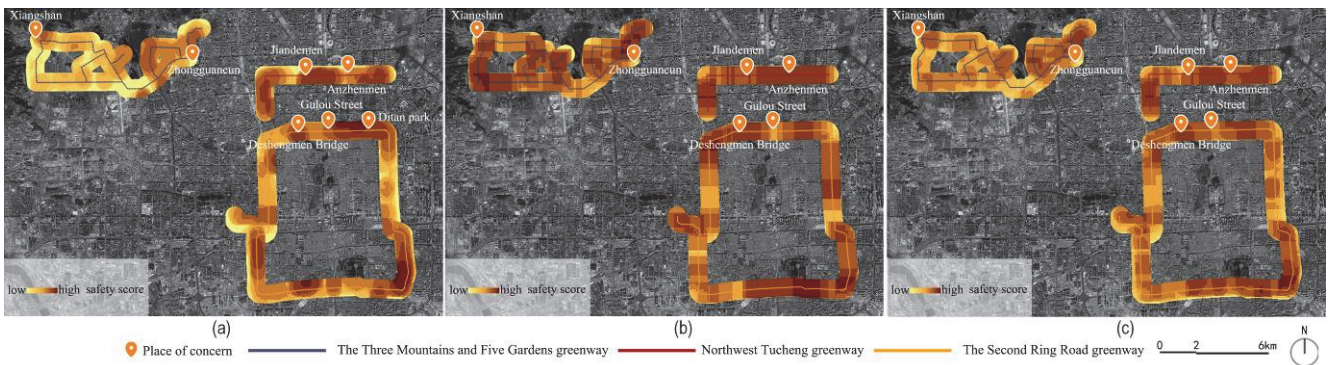 Xiangshan
Zhongguancun
Jiandemen
Anzhenmen
Gulou Street
Ditan park
Deshengmen Bridge
low high safety score
(a)
Xiangshan
Zhongguancun
Jiandemen
Anzhenmen
Gulou Street
Deshengmen Bridge
low high safety score
(b)
Xiangshan
Zhongguancun
Jiandemen
Anzhenmen
Gulou Street
Deshengmen Bridge
low high safety score
(c)
Place of concern The Three Mountains and Five Gardens greenway Northwest Tucheng greenway The Second Ring Road greenway 0 2 6km N